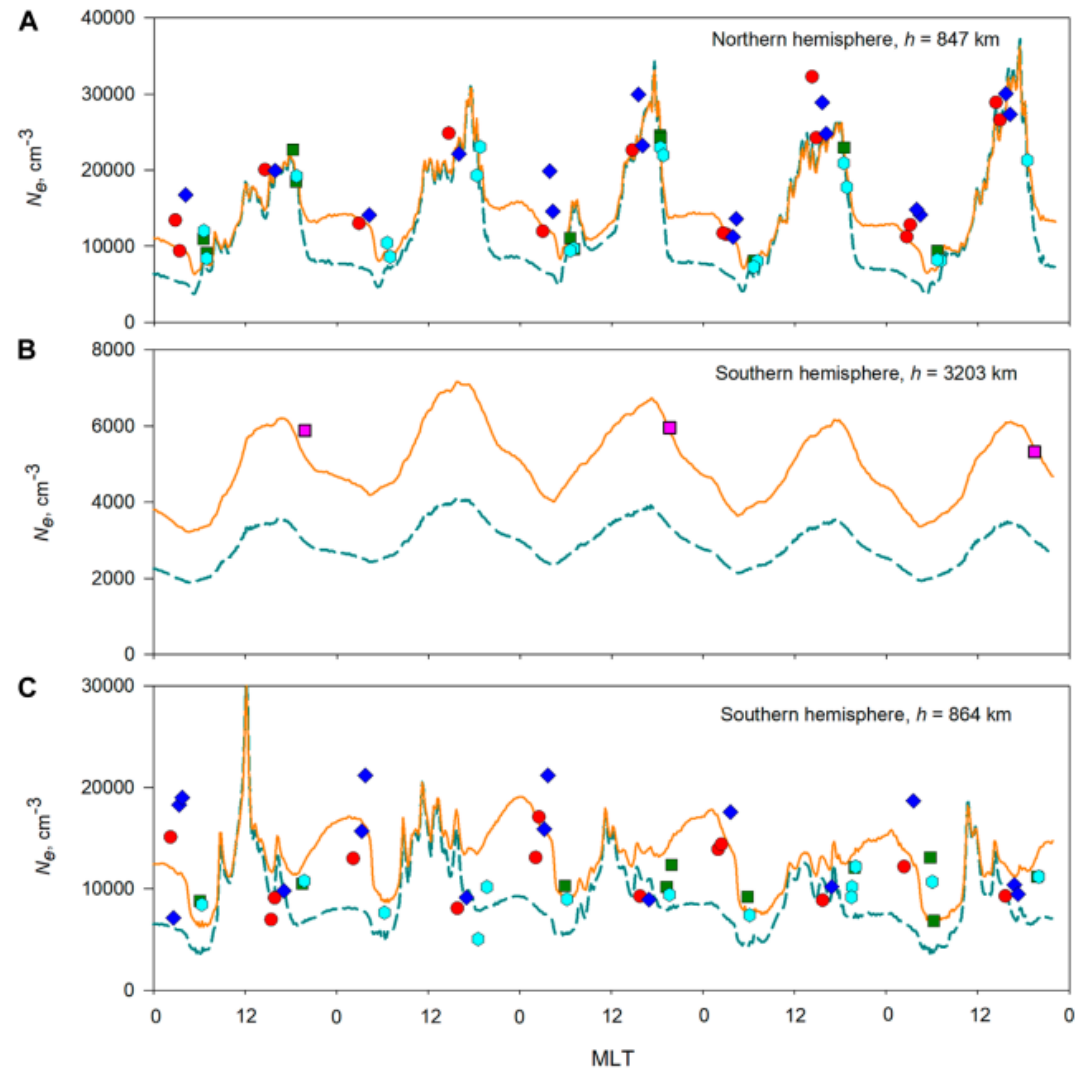 A
40000
Northern hemisphere, h = 847 km
30000
20000
10000
0
Ne, cm-3
B
8000
Southern hemisphere, h = 3203 km
6000
4000
2000
0
Ne, cm-3
C
30000
Southern hemisphere, h = 864 km
20000
10000
0
Ne, cm-3
0 12 0 12 0 12 0 12 0 12 0
MLT